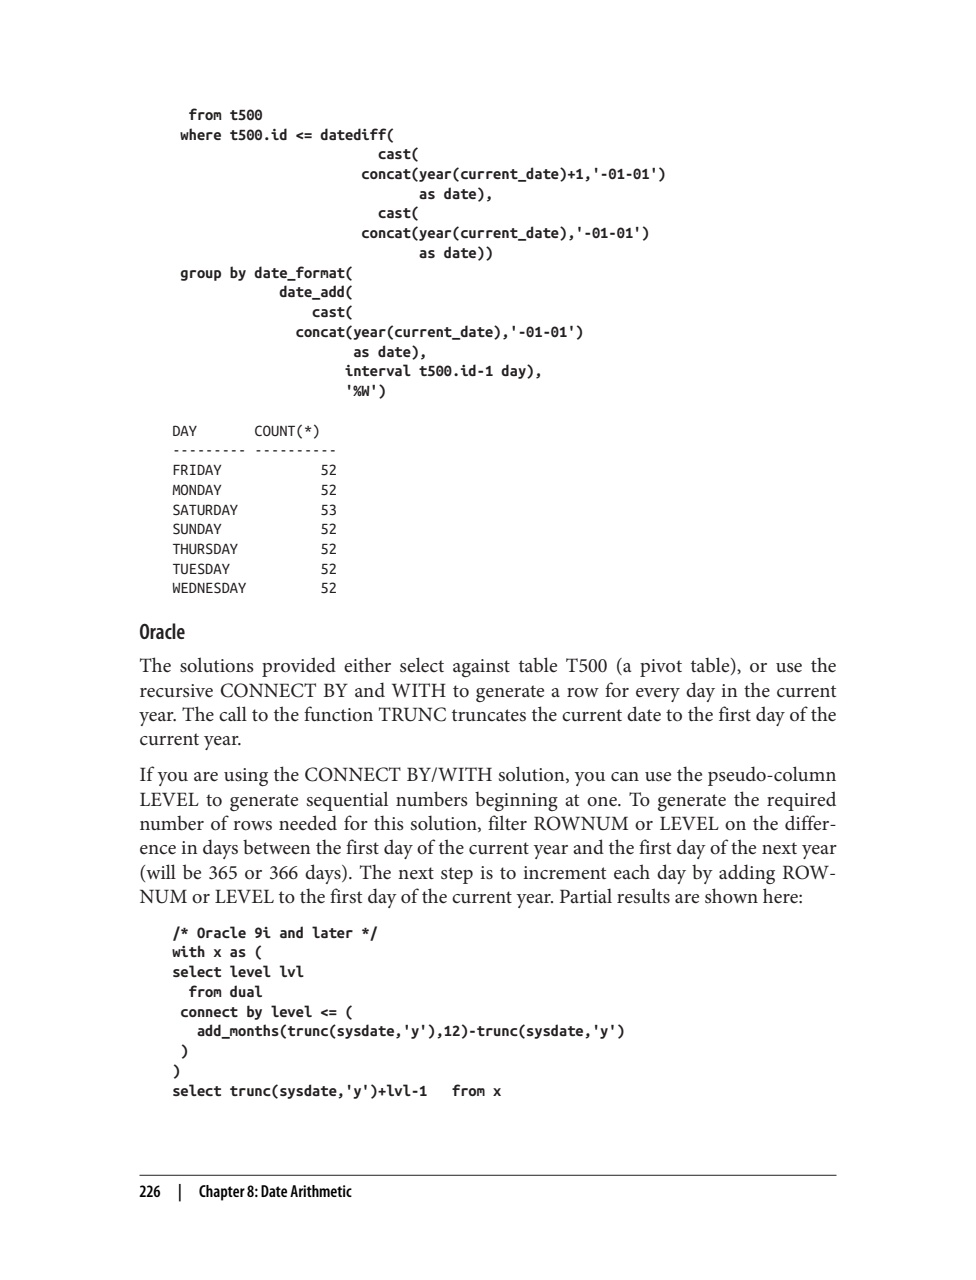 from t500
where t500.id <= datediff(
cast(
concat(year(current_date)+1,'-01-01')
as date),
cast(
concat(year(current_date),'-01-01')
as date))
group by date_format(
date_add(
cast(
concat(year(current_date),'-01-01')
as date),
interval t500.id-1 day),
'%W')
DAY COUNT(*)
--------- ----------
FRIDAY 52
MONDAY 52
SATURDAY 53
SUNDAY 52
THURSDAY 52
TUESDAY 52
WEDNESDAY 52
Oracle
The solutions provided either select against table T500 (a pivot table), or use the
recursive CONNECT BY and WITH to generate a row for every day in the current
year. The call to the function TRUNC truncates the current date to the first day of the
current year.
If you are using the CONNECT BY/WITH solution, you can use the pseudo-column
LEVEL to generate sequential numbers beginning at one. To generate the required
number of rows needed for this solution, filter ROWNUM or LEVEL on the differ-
ence in days between the first day of the current year and the first day of the next year
(will be 365 or 366 days). The next step is to increment each day by adding ROW-
NUM or LEVEL to the first day of the current year. Partial results are shown here:
/* Oracle 9i and later */
with x as (
select level lvl
from dual
connect by level <= (
add_months(trunc(sysdate,'y'),12)-trunc(sysdate,'y')
)
)
select trunc(sysdate,'y')+lvl-1 from x
226 | Chapter 8: Date Arithmetic